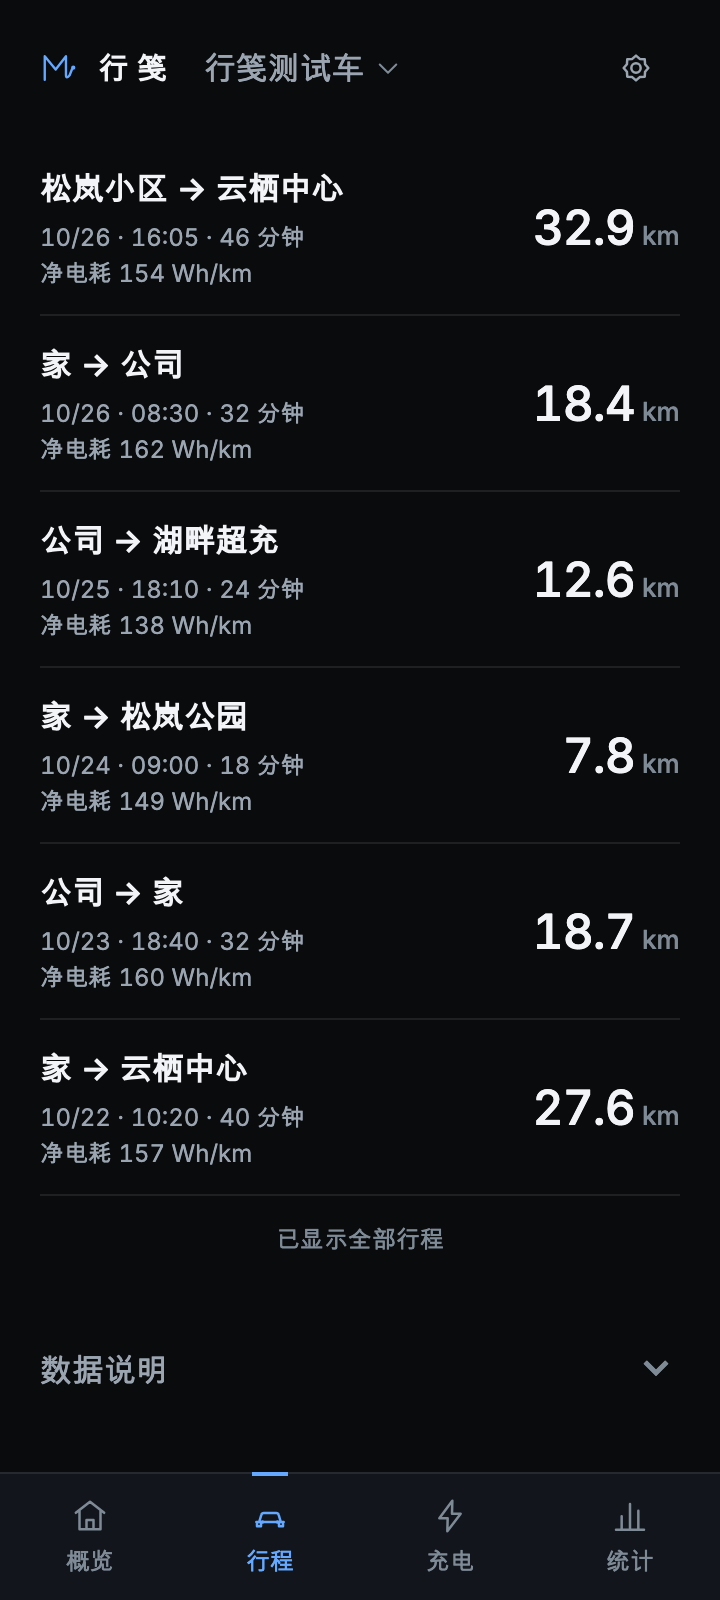 行笺 行笺测试车
松岚小区 → 云栖中心
10/26 · 16:05 · 46 分钟
净电耗 154 Wh/km
32.9 km
家 → 公司
10/26 · 08:30 · 32 分钟
净电耗 162 Wh/km
18.4 km
公司 → 湖畔超充
10/25 · 18:10 · 24 分钟
净电耗 138 Wh/km
12.6 km
家 → 松岚公园
10/24 · 09:00 · 18 分钟
净电耗 149 Wh/km
7.8 km
公司 → 家
10/23 · 18:40 · 32 分钟
净电耗 160 Wh/km
18.7 km
家 → 云栖中心
10/22 · 10:20 · 40 分钟
净电耗 157 Wh/km
27.6 km
已显示全部行程
数据说明
概览 行程 充电 统计